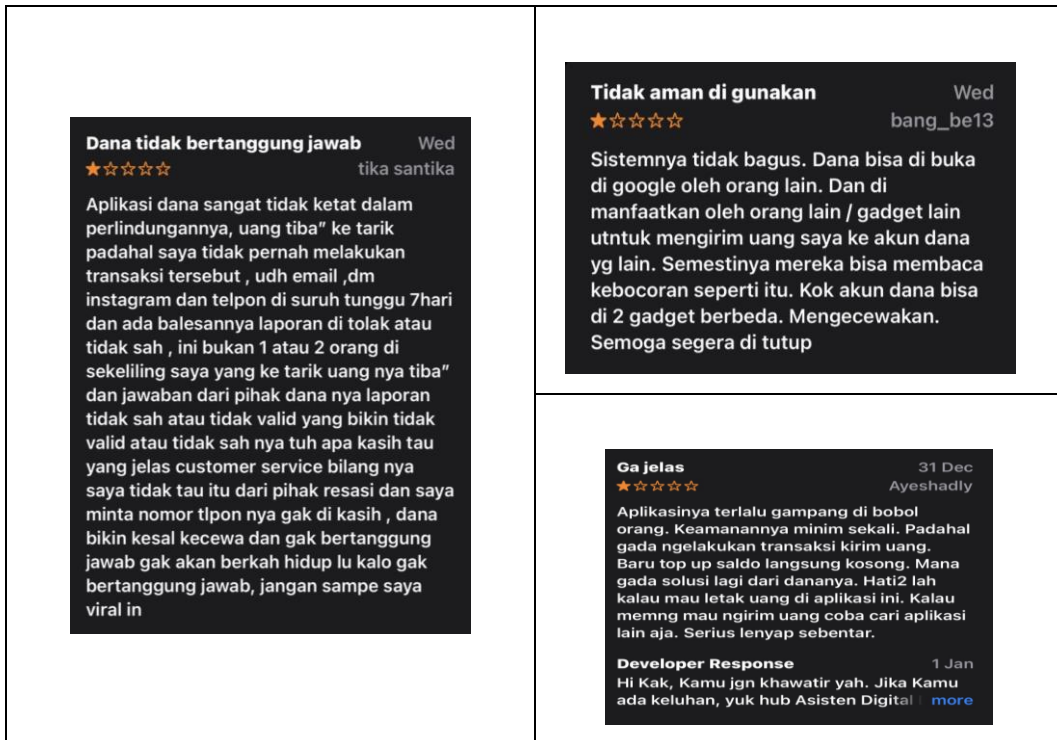 Dana tidak bertanggung jawab Wed
★☆☆☆☆ tika santika
Aplikasi dana sangat tidak ketat dalam
perlindungannya, uang tiba” ke tarik
padahal saya tidak pernah melakukan
transaksi tersebut , udh email ,dm
instagram dan telpon di suruh tunggu 7hari
dan ada balesannya laporan di tolak atau
tidak sah , ini bukan 1 atau 2 orang di
sekeliling saya yang ke tarik uang nya tiba”
dan jawaban dari pihak dana nya laporan
tidak sah atau tidak valid yang bikin tidak
valid atau tidak sah nya tuh apa kasih tau
yang jelas customer service bilang nya
saya tidak tau itu dari pihak resasi dan saya
minta nomor tlpon nya gak di kasih , dana
bikin kesal kecewa dan gak bertanggung
jawab gak akan berkah hidup lu kalo gak
bertanggung jawab, jangan sampe saya
viral in
Tidak aman di gunakan Wed
★☆☆☆☆ bang_be13
Sistemnya tidak bagus. Dana bisa di buka
di google oleh orang lain. Dan di
manfaatkan oleh orang lain / gadget lain
utntuk mengirim uang saya ke akun dana
yg lain. Semestinya mereka bisa membaca
kebocoran seperti itu. Kok akun dana bisa
di 2 gadget berbeda. Mengecewakan.
Semoga segera di tutup
Ga jelas 31 Dec
★☆☆☆☆ Ayeshadly
Aplikasinya terlalu gampang di bobol
orang. Keamanannya minim sekali. Padahal
gada ngelakukan transaksi kirim uang.
Baru top up saldo langsung kosong. Mana
gada solusi lagi dari dananya. Hati2 lah
kalau mau letak uang di aplikasi ini. Kalau
memng mau ngirim uang coba cari aplikasi
lain aja. Serius lenyap sebentar.
Developer Response 1 Jan
Hi Kak, Kamu jgn khawatir yah. Jika Kamu
ada keluhan, yuk hub Asisten Digital more